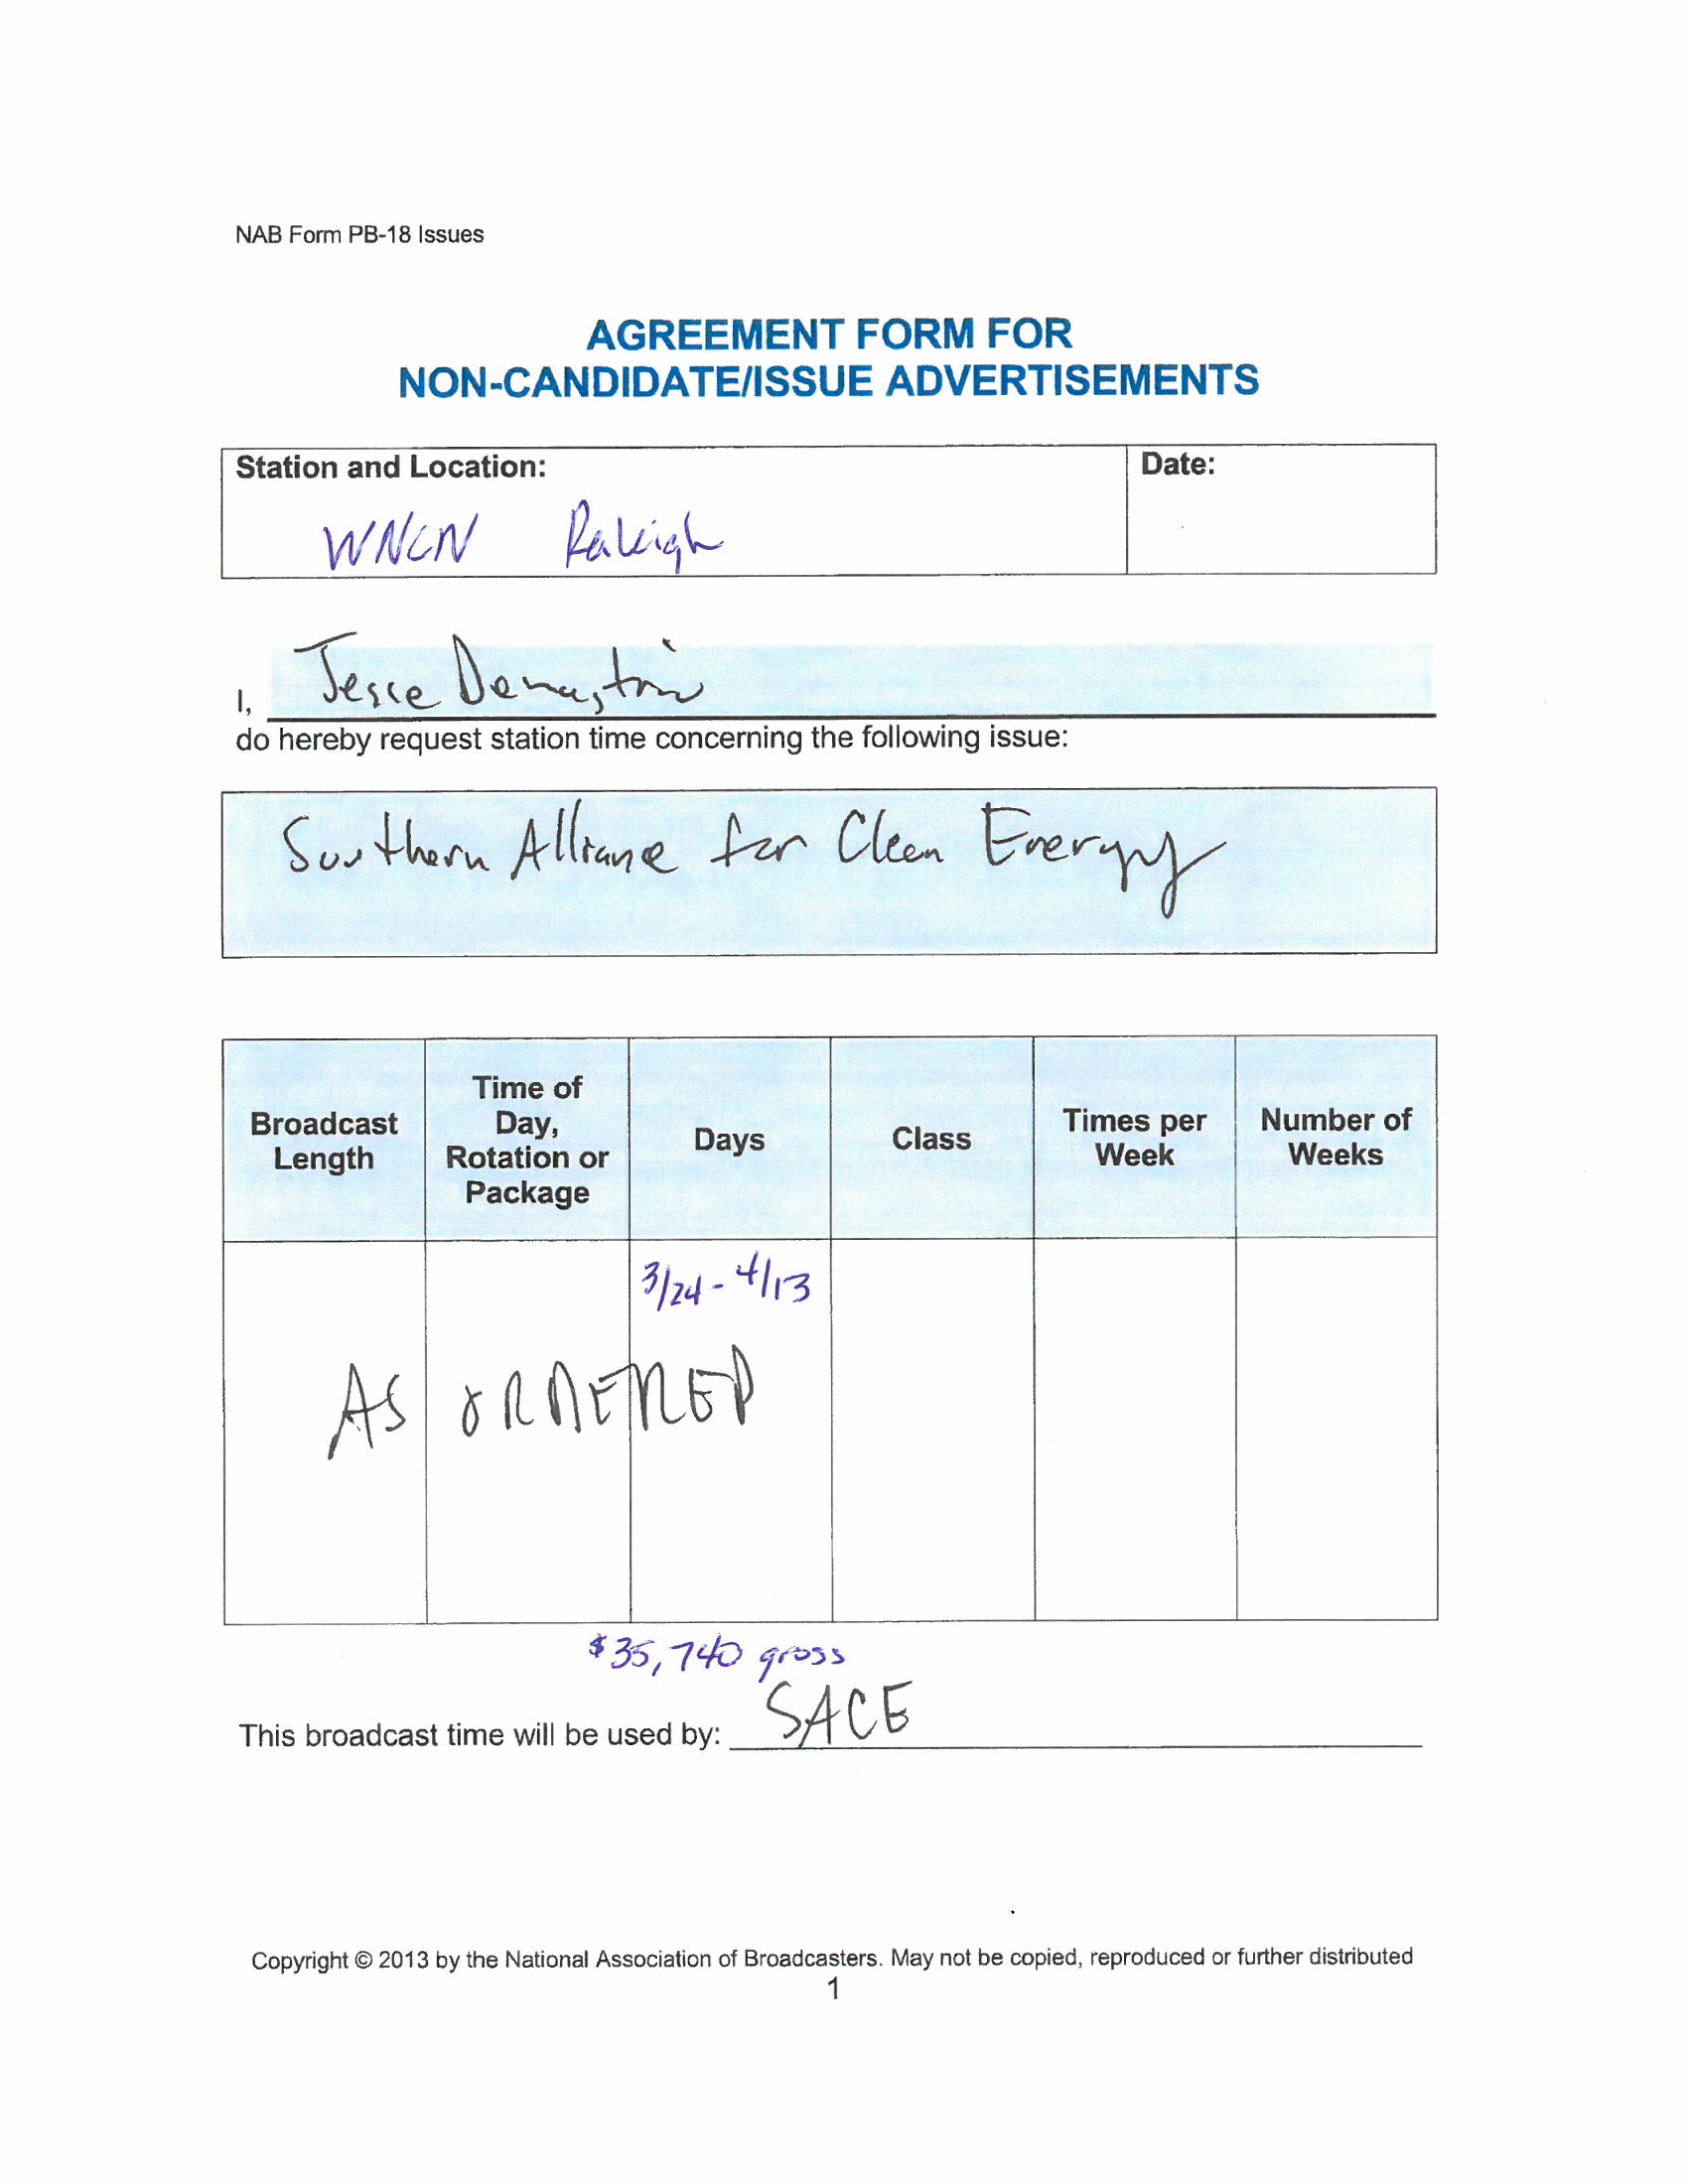 NAB Form PB-18 Issues
AGREEMENT FORM FOR
NON-CANDIDATE/ISSUE ADVERTISEMENTS
Station and Location:
Date:
WNCN Raleigh
I, Jesse
do hereby request station time concerning the following issue:
Southern Alliance for Clean Energy
Broadcast Length
Time of Day, Rotation or Package
Days
Class
Times per Week
Number of Weeks
3/24 - 4/13
AS ORDERED
$35,740 gross
This broadcast time will be used by: SACE
Copyright © 2013 by the National Association of Broadcasters. May not be copied, reproduced or further distributed
1